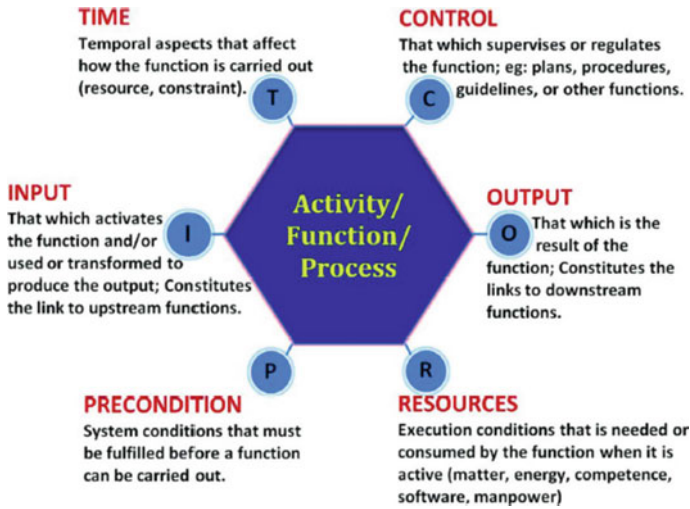 TIME
Temporal aspects that affect
how the function is carried out
(resource, constraint).
T
CONTROL
That which supervises or regulates
the function; eg: plans, procedures,
guidelines, or other functions.
C
INPUT
That which activates
the function and/or
used or transformed to
produce the output; Constitutes
the link to upstream functions.
I
Activity/
Function/
Process
OUTPUT
O
That which is the
result of the
function; Constitutes the
links to downstream
functions.
P
PRECONDITION
System conditions that must
be fulfilled before a function
can be carried out.
R
RESOURCES
Execution conditions that is needed or
consumed by the function when it is
active (matter, energy, competence,
software, manpower)